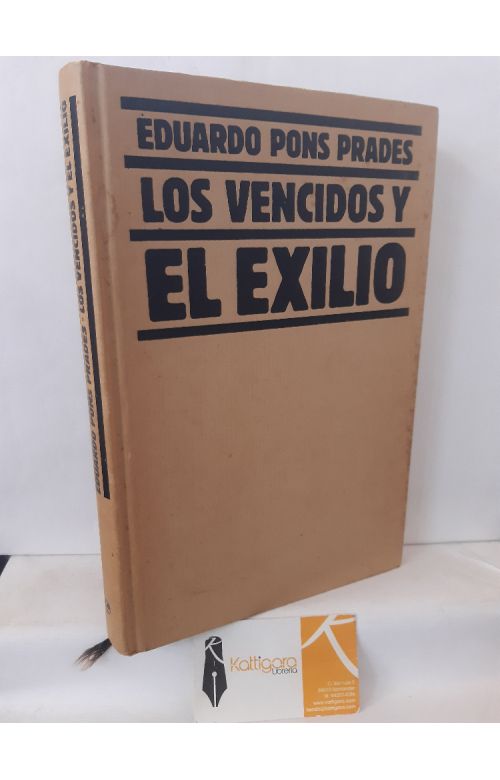 EDUARDO PONS PRADES
LOS VENCIDOS Y
EL EXILIO
EDUARDO PONS PRADES - LOS VENCIDOS Y EL EXILIO
Kattigara
Librería